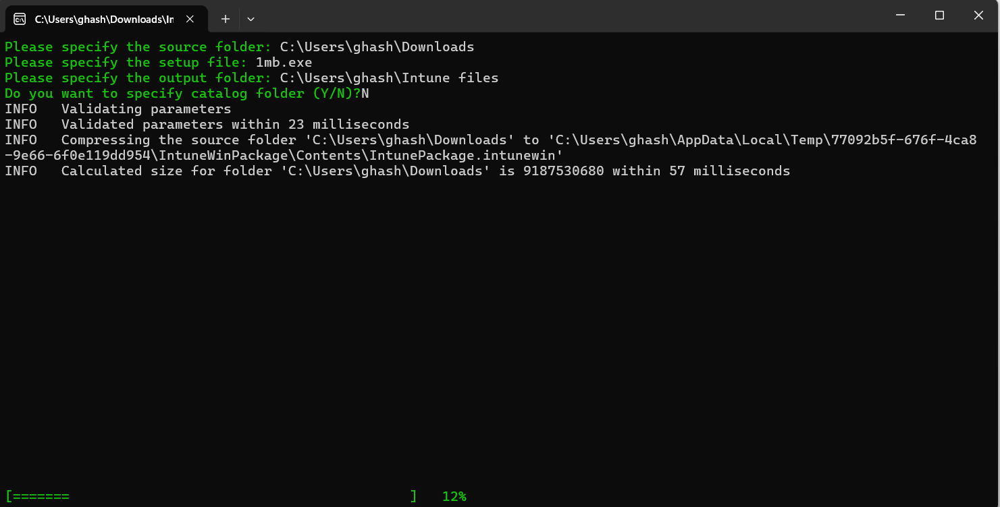 C:\Users\ghash\Downloads\In
Please specify the source folder: C:\Users\ghash\Downloads
Please specify the setup file: 1mb.exe
Please specify the output folder: C:\Users\ghash\Intune files
Do you want to specify catalog folder (Y/N)?N
INFO   Validating parameters
INFO   Validated parameters within 23 milliseconds
INFO   Compressing the source folder 'C:\Users\ghash\Downloads' to 'C:\Users\ghash\AppData\Local\Temp\77092b5f-676f-4ca8
-9e66-6f0e119dd954\IntuneWinPackage\Contents\IntunePackage.intunewin'
INFO   Calculated size for folder 'C:\Users\ghash\Downloads' is 9187530680 within 57 milliseconds
[=======                                          ]   12%